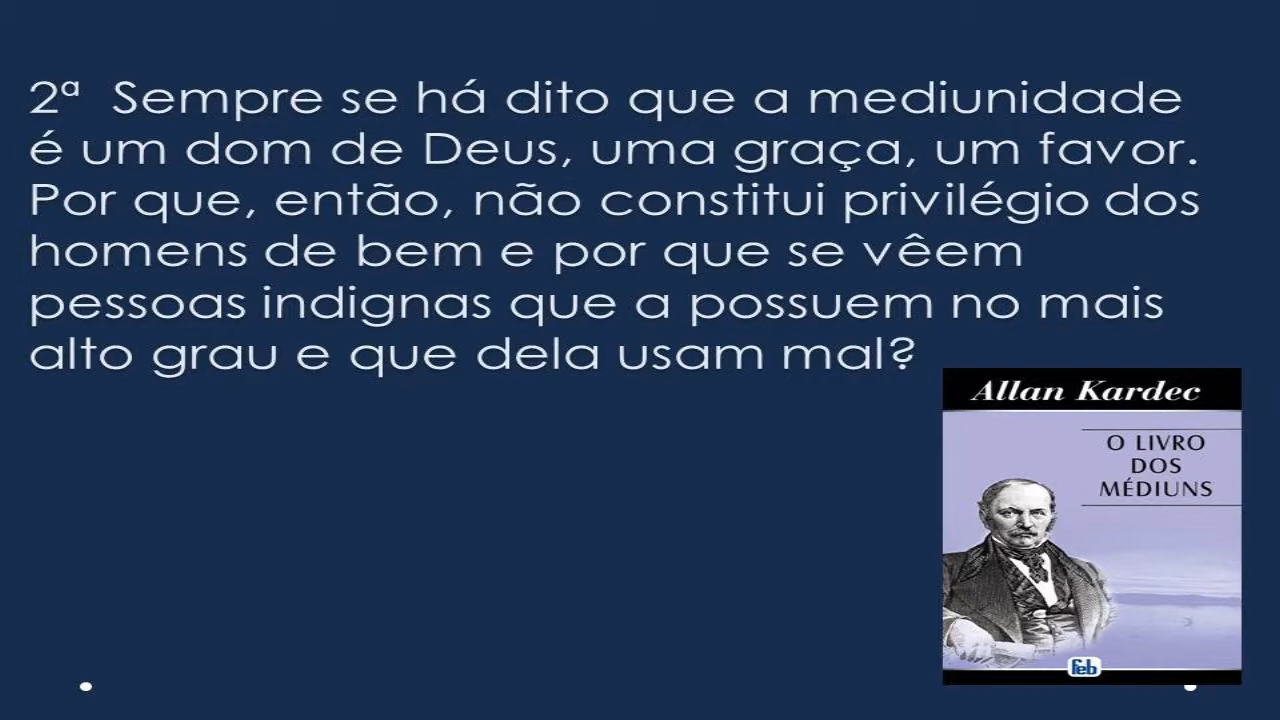 2ª Sempre se há dito que a mediunidade
é um dom de Deus, uma graça, um favor.
Por que, então, não constitui privilégio dos
homens de bem e por que se vêem
pessoas indignas que a possuem no mais
alto grau e que dela usam mal?
Allan Kardec
O LIVRO
DOS
MÉDIUNS
feb